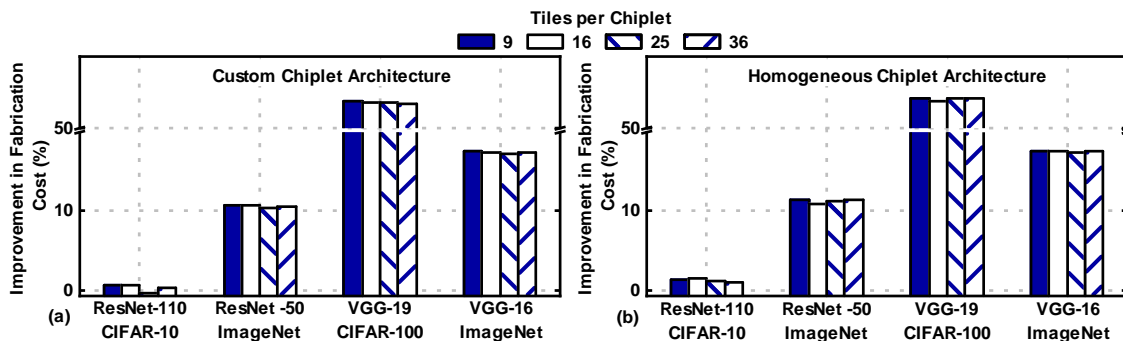 Tiles per Chiplet
9 16 25 36
Improvement in Fabrication
Cost (%)
Custom Chiplet Architecture
50
10
0
ResNet-110 ResNet -50 VGG-19 VGG-16
CIFAR-10 ImageNet CIFAR-100 ImageNet
(a)
Improvement in Fabrication
Cost (%)
Homogeneous Chiplet Architecture
50
10
0
ResNet-110 ResNet -50 VGG-19 VGG-16
CIFAR-10 ImageNet CIFAR-100 ImageNet
(b)